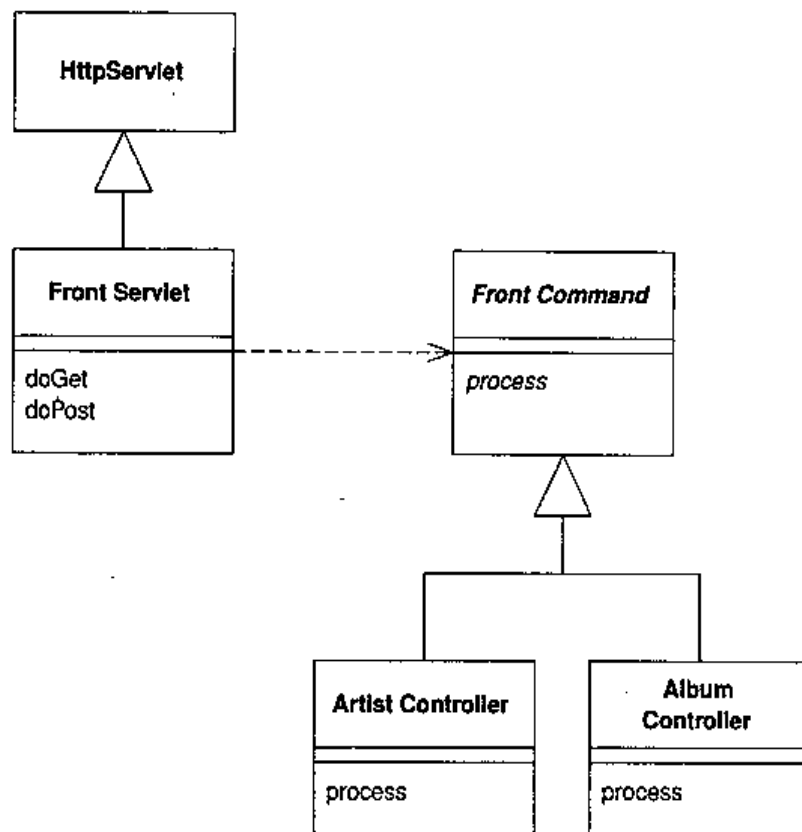 HttpServlet
Front Servlet
doGet
doPost
Front Command
process
Artist Controller
process
Album
Controller
process